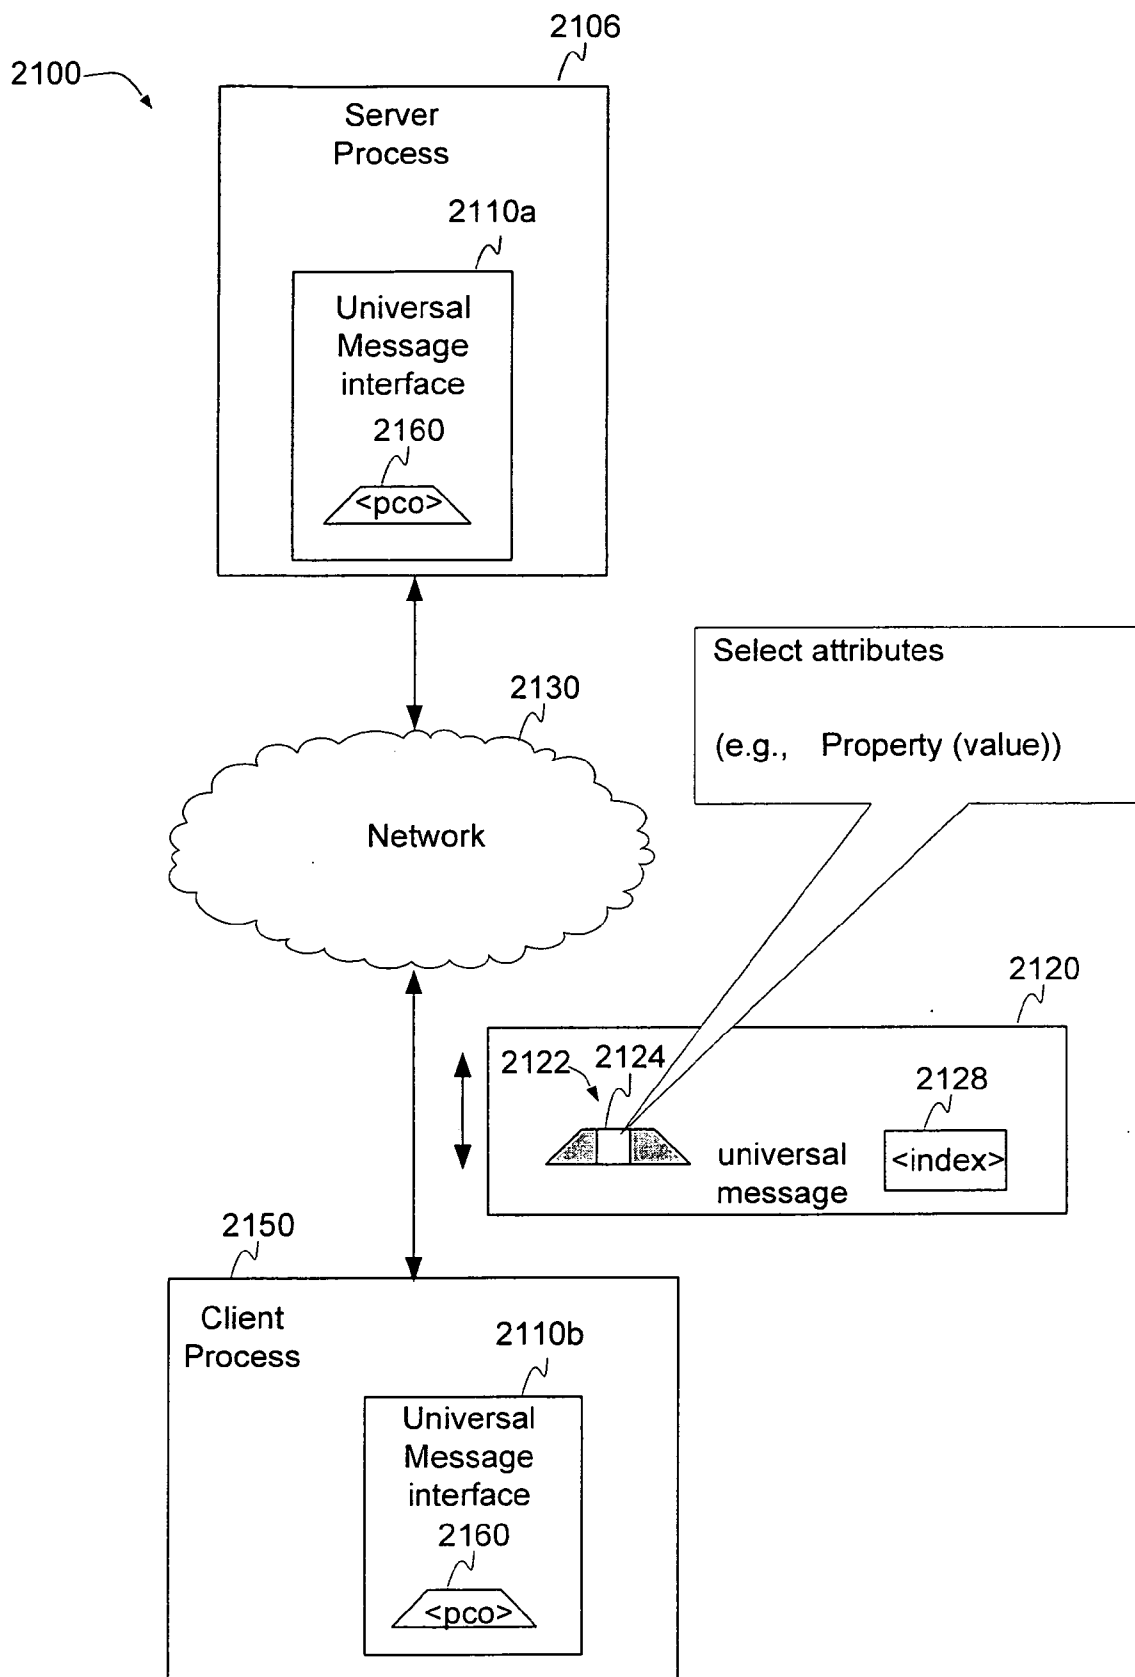 2106
2100
Server
Process
2110a
Universal
Message
interface
2160
<pco>
Select attributes
(e.g., Property (value))
2130
Network
2120
2122
2124
2128
universal
message
<index>
2150
Client
Process
2110b
Universal
Message
interface
2160
<pco>